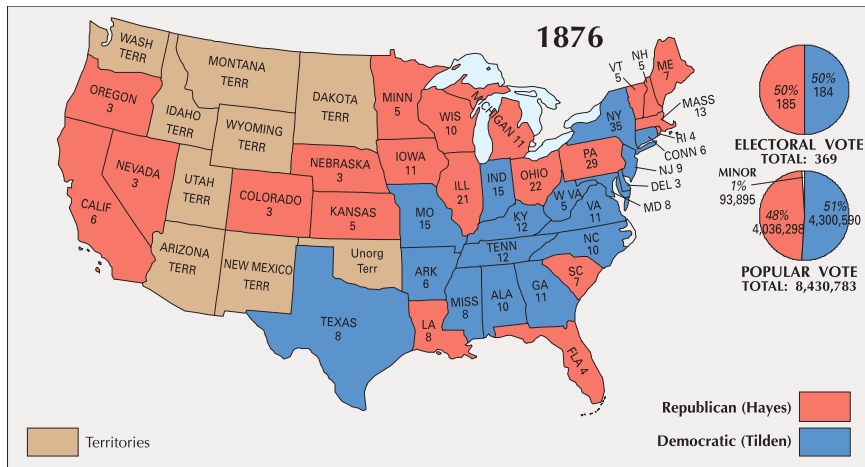 1876
WASH
TERR
MONTANA
TERR
DAKOTA
TERR
MINN
5
WIS
10
MICHIGAN 11
VT
5
NH
5
ME
7
MASS
13
RI 4
CONN 6
NJ 9
DEL 3
MD 8
NY
35
PA
29
OREGON
3
IDAHO
TERR
WYOMING
TERR
NEBRASKA
3
IOWA
11
ILL
21
IND
15
OHIO
22
W VA
5
VA
11
NEVADA
3
UTAH
TERR
COLORADO
3
KANSAS
5
MO
15
KY
12
CALIF
6
ARIZONA
TERR
NEW MEXICO
TERR
Unorg
Terr
ARK
6
TENN
12
NC
10
SC
7
TEXAS
8
LA
8
MISS
8
ALA
10
GA
11
FLA 4
50%
185
50%
184
ELECTORAL VOTE
TOTAL: 369
MINOR
1%
93,895
48%
4,036,298
51%
4,300,590
POPULAR VOTE
TOTAL: 8,430,783
Republican (Hayes)
Democratic (Tilden)
Territories